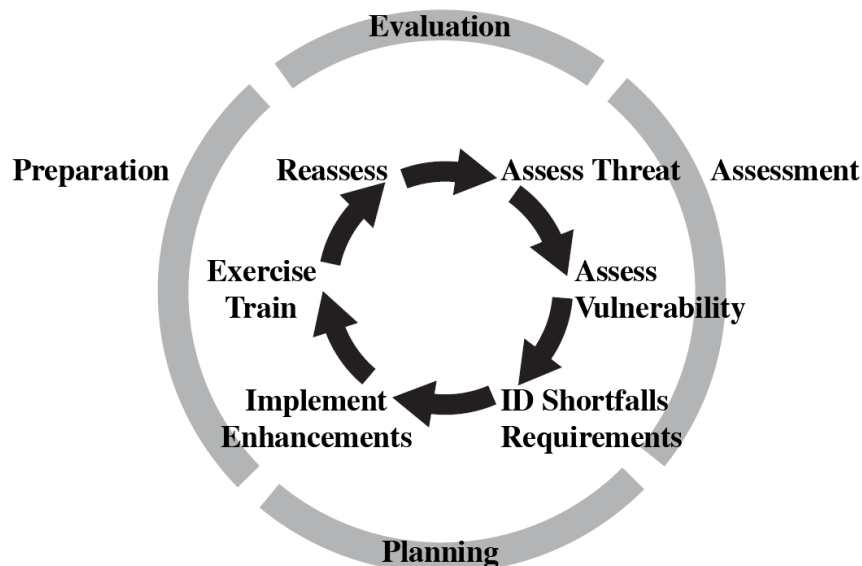 Evaluation
Preparation
Reassess
Assess Threat
Assessment
Exercise
Train
Assess
Vulnerability
Implement
Enhancements
ID Shortfalls
Requirements
Planning